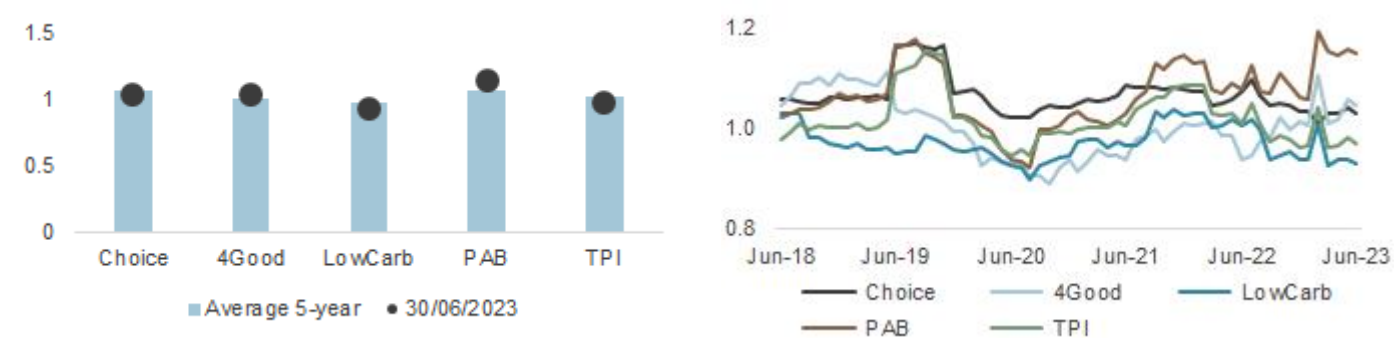 1.5
1
0.5
0
Choice 4Good LowCarb PAB TPI
Average 5-year 30/06/2023
1.2
1.0
0.8
Jun-18 Jun-19 Jun-20 Jun-21 Jun-22 Jun-23
Choice 4Good LowCarb
PAB TPI